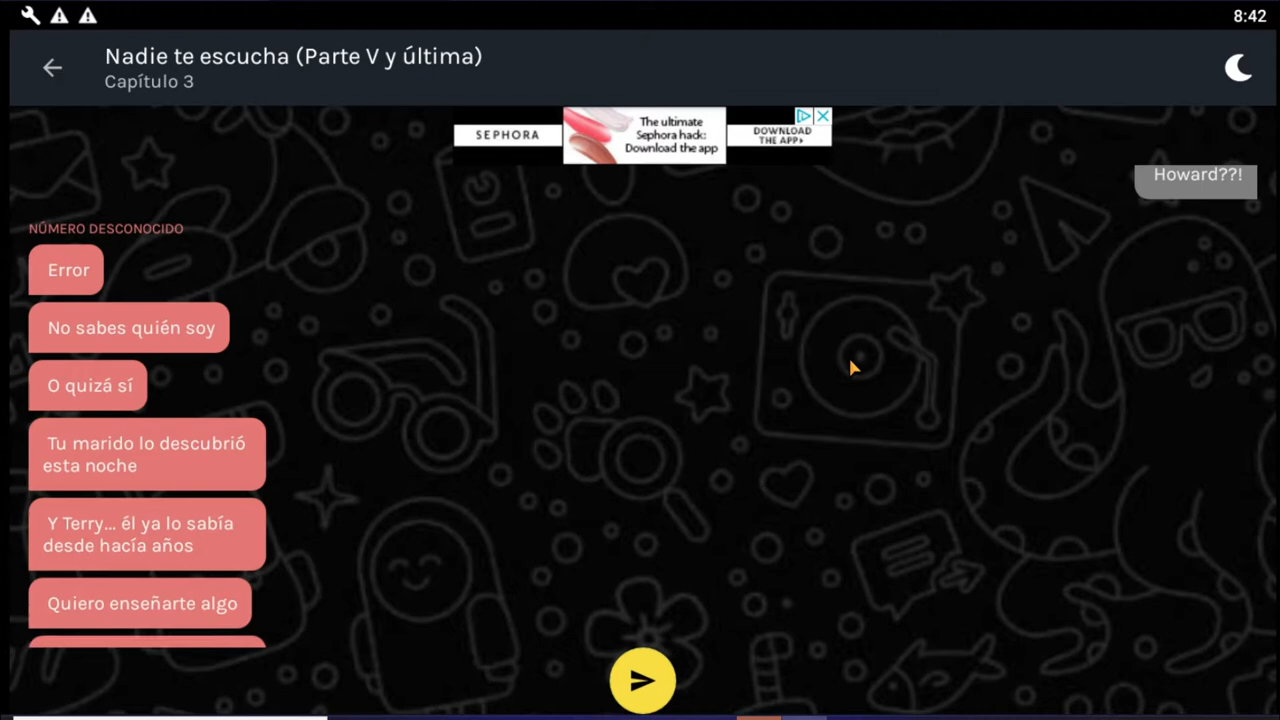 8:42
Nadie te escucha (Parte V y última)
Capítulo 3
SEPHORA
The ultimate
Sephora hack:
Download the app
DOWNLOAD
THE APP
Howard??!
NÚMERO DESCONOCIDO
Error
No sabes quién soy
O quizá sí
Tu marido lo descubrió
esta noche
Y Terry... él ya lo sabía
desde hacía años
Quiero enseñarte algo